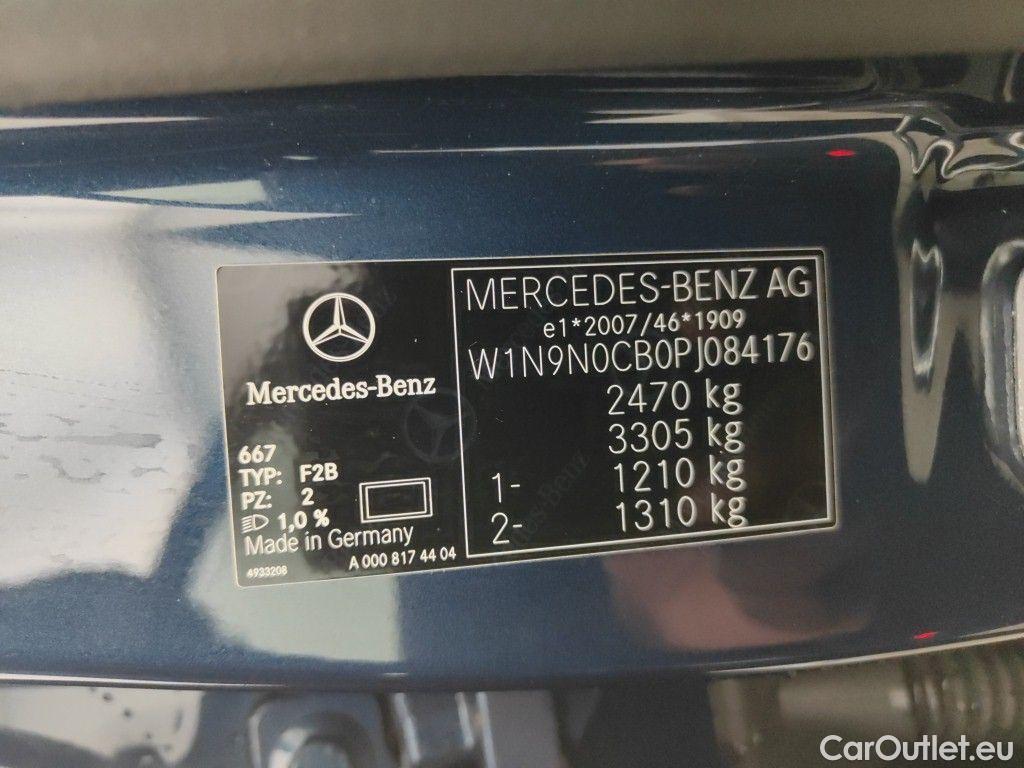 Mercedes-Benz
667
TYP: F2B
PZ: 2
1,0 %
Made in Germany
4933208
A 000 817 44 04
MERCEDES-BENZ AG
e1*2007/46*1909
W1N9N0CB0PJ084176
2470 kg
3305 kg
1- 1210 kg
2- 1310 kg
CarOutlet.eu